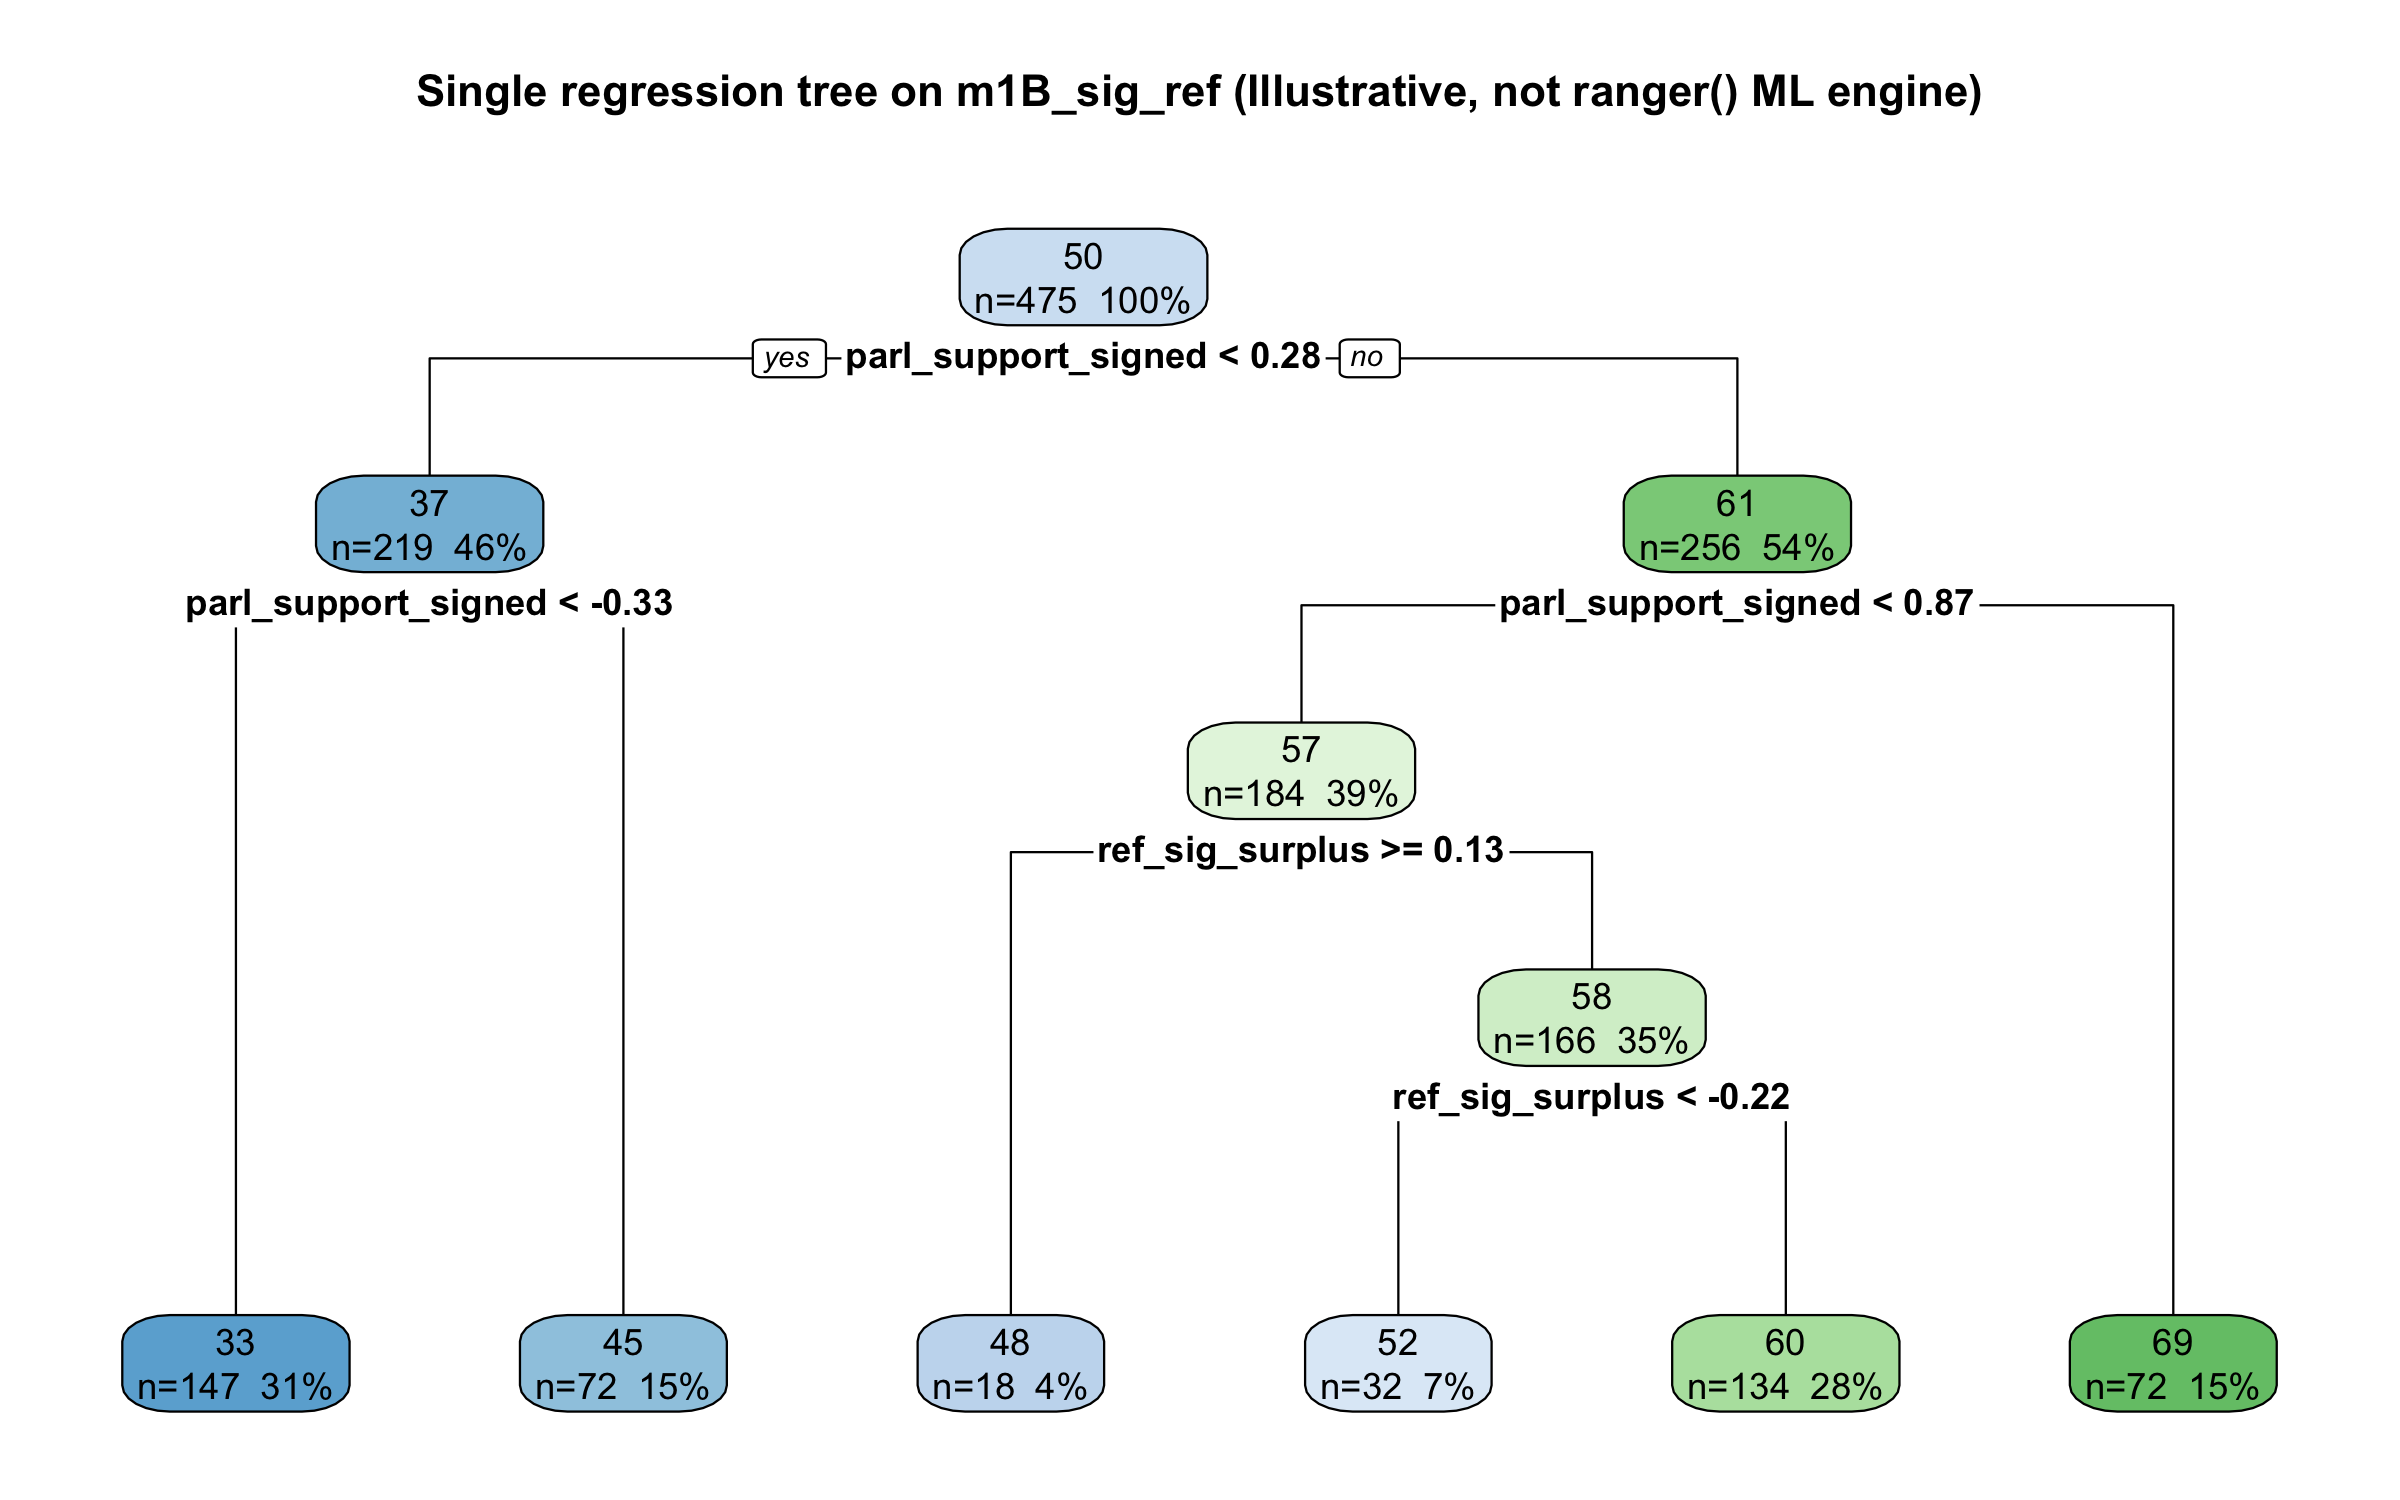 Single regression tree on m1B_sig_ref (Illustrative, not ranger() ML engine)
50
n=475 100%
yes
parl_support_signed < 0.28
no
37
n=219 46%
61
n=256 54%
parl_support_signed < -0.33
parl_support_signed < 0.87
57
n=184 39%
ref_sig_surplus >= 0.13
58
n=166 35%
ref_sig_surplus < -0.22
33
n=147 31%
45
n=72 15%
48
n=18 4%
52
n=32 7%
60
n=134 28%
69
n=72 15%